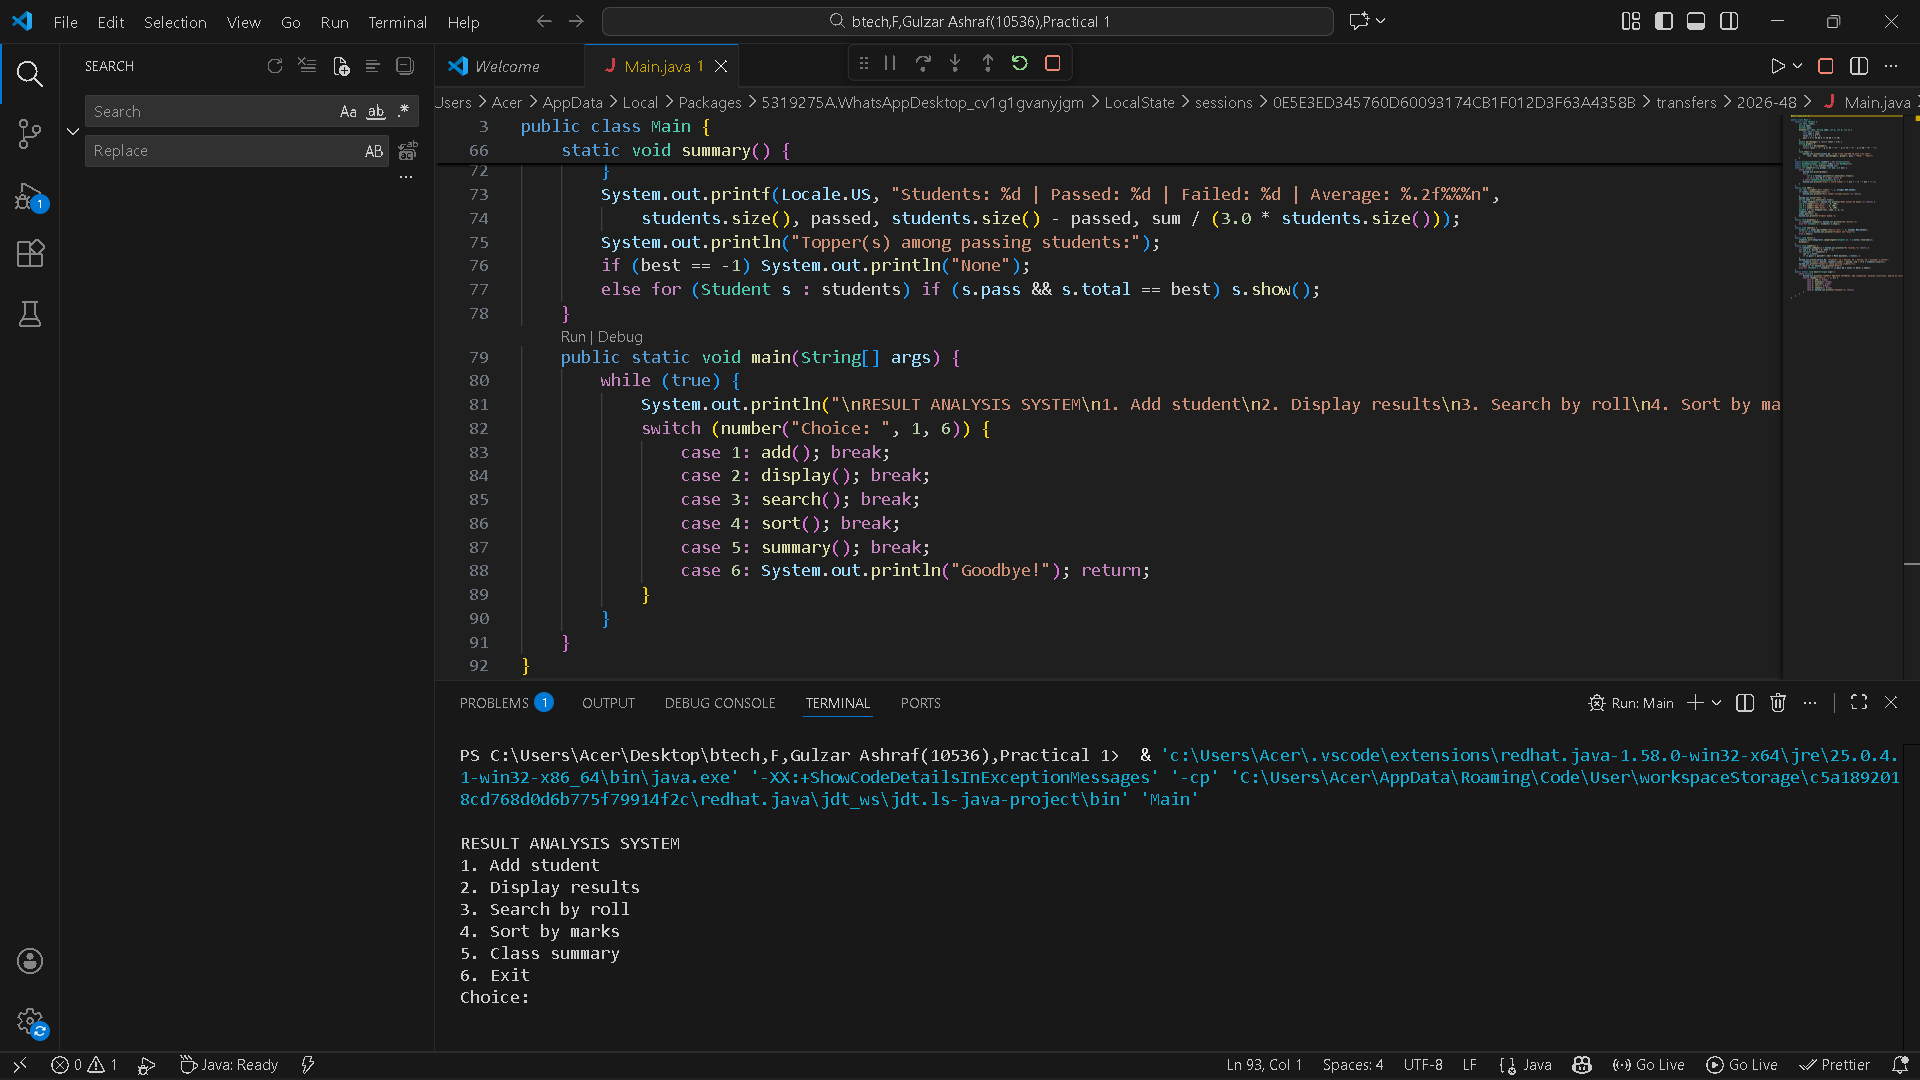 File Edit Selection View Go Run Terminal Help
btech,F,Gulzar Ashraf(10536),Practical 1
SEARCH
Search
Aa ab .*
Replace
AB
1
Welcome
Main.java 1
Users > Acer > AppData > Local > Packages > 5319275A.WhatsAppDesktop_cv1g1gvanyjgm > LocalState > sessions > 0E5E3ED345760D60093174CB1F012D3F63A4358B > transfers > 2026-48 > Main.java
3 public class Main {
66 static void summary() {
72 }
73 System.out.printf(Locale.US, "Students: %d | Passed: %d | Failed: %d | Average: %.2f%%%n",
74 students.size(), passed, students.size() - passed, sum / (3.0 * students.size()));
75 System.out.println("Topper(s) among passing students:");
76 if (best == -1) System.out.println("None");
77 else for (Student s : students) if (s.pass && s.total == best) s.show();
78 }
Run | Debug
79 public static void main(String[] args) {
80 while (true) {
81 System.out.println("\nRESULT ANALYSIS SYSTEM\n1. Add student\n2. Display results\n3. Search by roll\n4. Sort by ma
82 switch (number("Choice: ", 1, 6)) {
83 case 1: add(); break;
84 case 2: display(); break;
85 case 3: search(); break;
86 case 4: sort(); break;
87 case 5: summary(); break;
88 case 6: System.out.println("Goodbye!"); return;
89 }
90 }
91 }
92 }
PROBLEMS 1 OUTPUT DEBUG CONSOLE TERMINAL PORTS
Run: Main
PS C:\Users\Acer\Desktop\btech,F,Gulzar Ashraf(10536),Practical 1> & 'c:\Users\Acer\.vscode\extensions\redhat.java-1.58.0-win32-x64\jre\25.0.4.
1-win32-x86_64\bin\java.exe' '-XX:+ShowCodeDetailsInExceptionMessages' '-cp' 'C:\Users\Acer\AppData\Roaming\Code\User\workspaceStorage\c5a189201
8cd768d0d6b775f79914f2c\redhat.java\jdt_ws\jdt.ls-java-project\bin' 'Main'
RESULT ANALYSIS SYSTEM
1. Add student
2. Display results
3. Search by roll
4. Sort by marks
5. Class summary
6. Exit
Choice:
0 1 Java: Ready
Ln 93, Col 1 Spaces: 4 UTF-8 LF Java Go Live Go Live Prettier